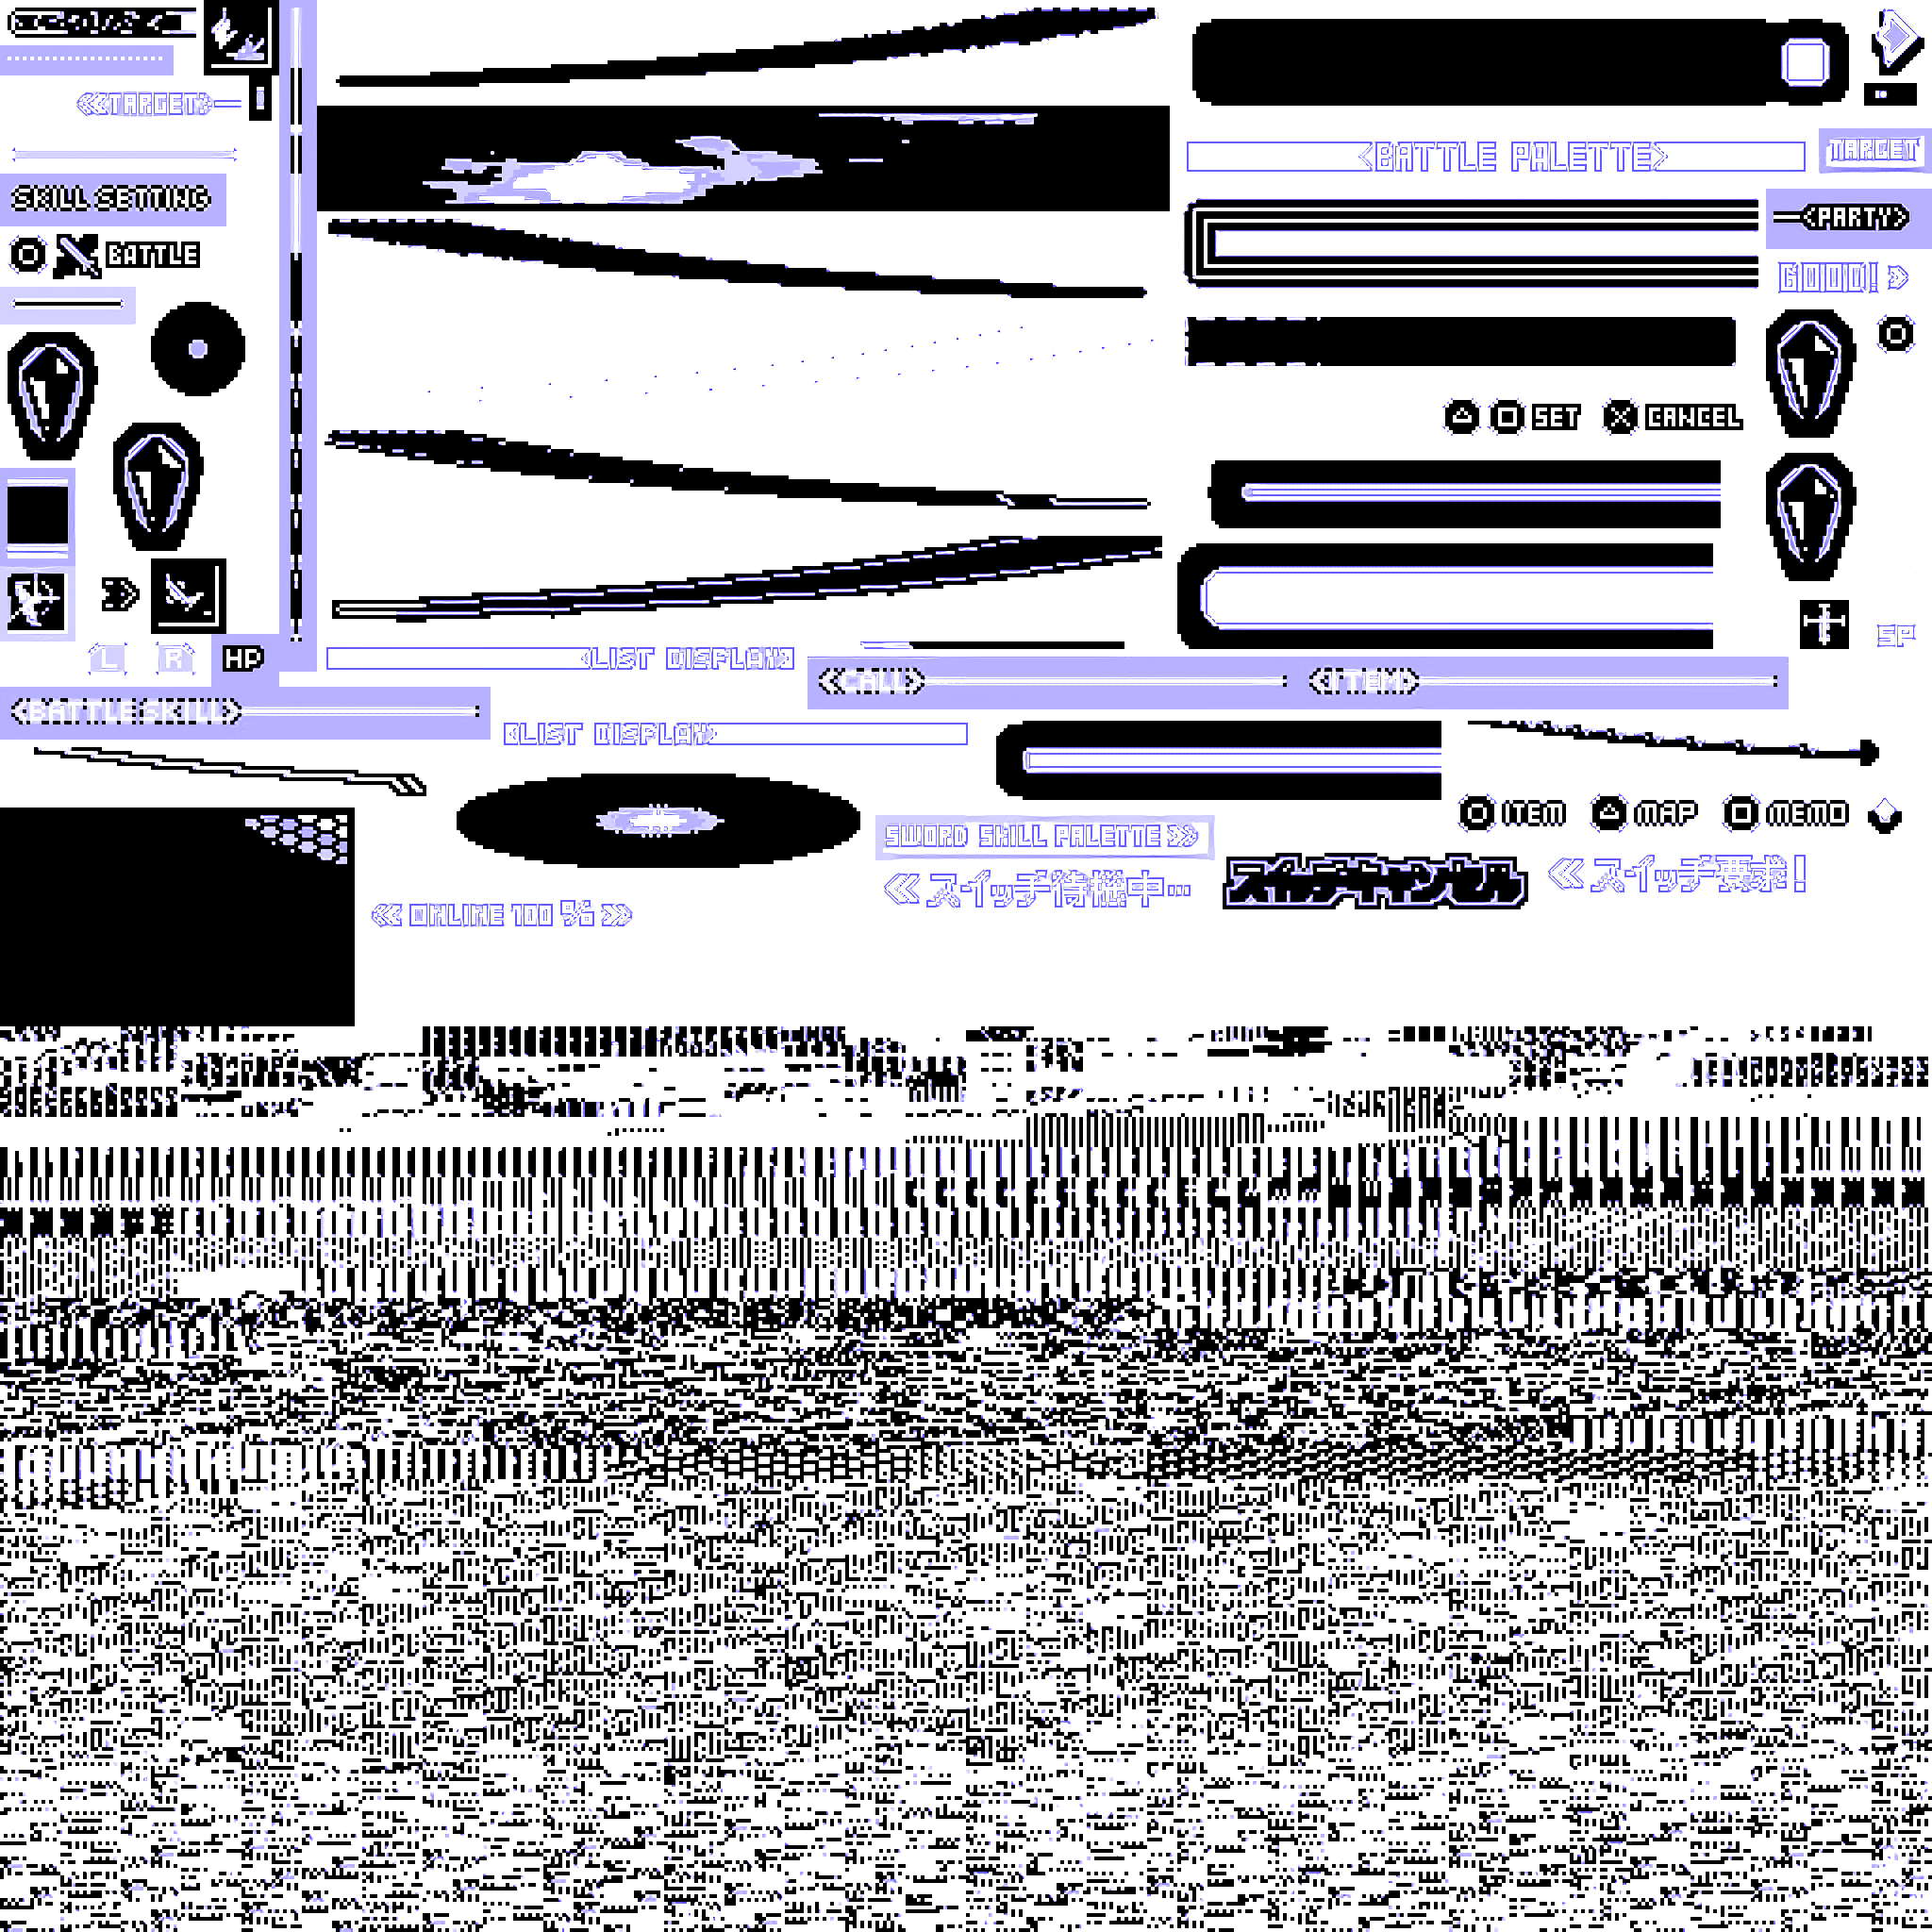 <<TARGET>
<BATTLE PALETTE>
TARGET
SKILL SETTING
<PARTY>
BATTLE
GOOD! >
SET
CANCEL
L
R
HP
<LIST DISPLAY>
SP
<<CALL>>
<<ITEM>>
<BATTLE SKILL>
<LIST DISPLAY>
ITEM
MAP
MEMO
SWORD SKILL PALETTE >>
<< スイッチ待機中…
スイッチキャンセル
<< スイッチ要求!
<< ONLINE 100 % >>